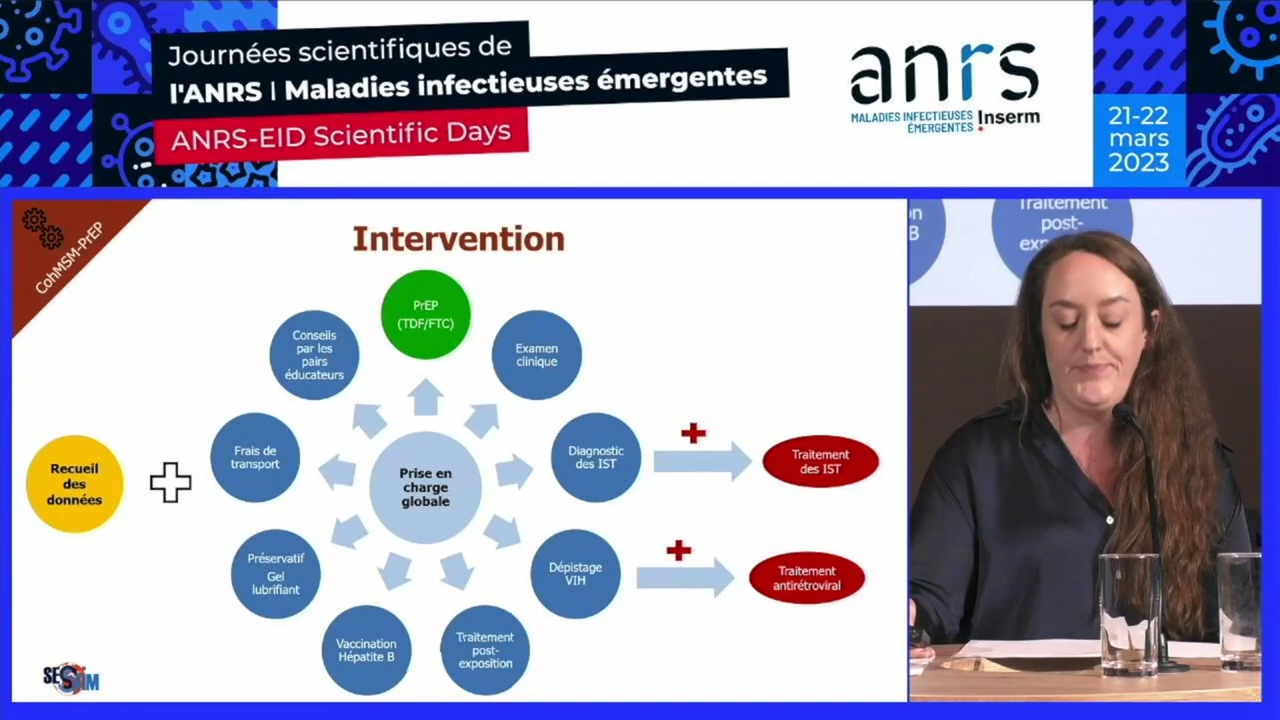 Journées scientifiques de
l'ANRS | Maladies infectieuses émergentes
ANRS-EID Scientific Days
anrs
MALADIES INFECTIEUSES
ÉMERGENTES
Inserm
21-22
mars
2023
CohMSM-PrEP
Intervention
PrEP
(TDF/FTC)
Conseils
par les
pairs
éducateurs
Examen
clinique
Frais de
transport
Diagnostic
des IST
Traitement
des IST
Recueil
des
données
Prise en
charge
globale
Préservatif
Gel
lubrifiant
Dépistage
VIH
Traitement
antirétroviral
Vaccination
Hépatite B
Traitement
post-
exposition
SESSTIM
n
B
Traitement
post-
exp